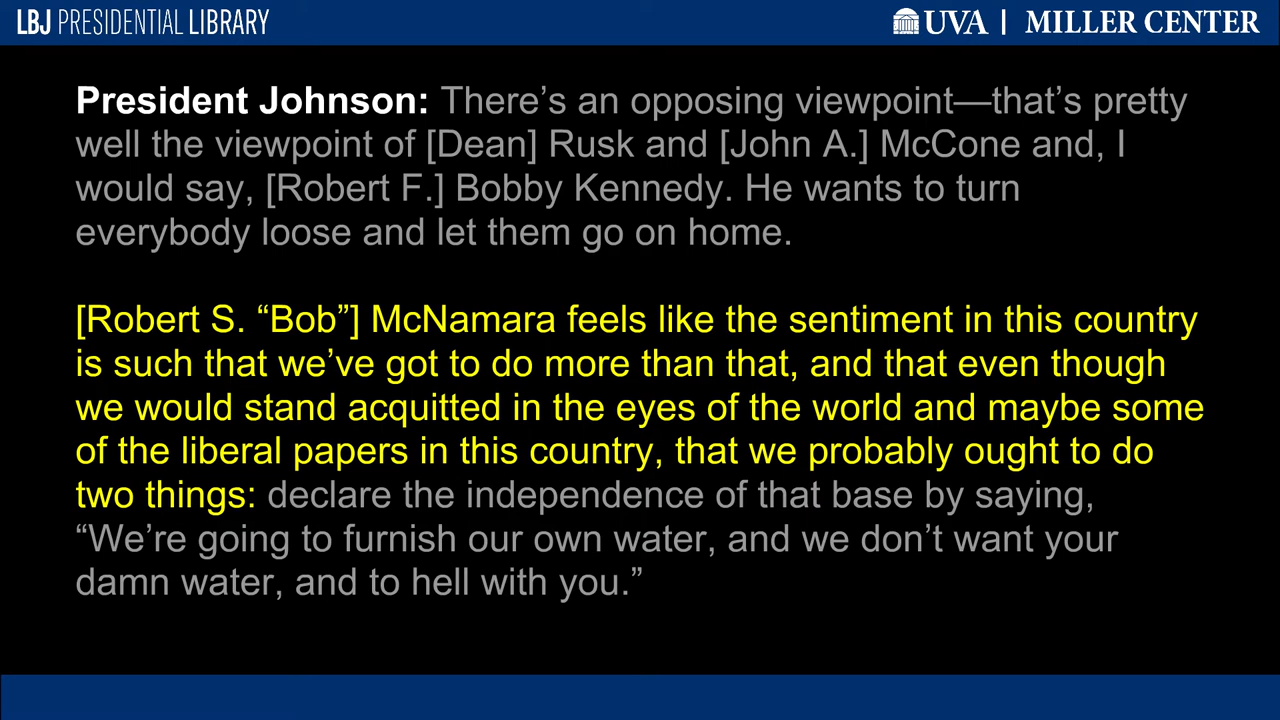 LBJ PRESIDENTIAL LIBRARY
UVA | MILLER CENTER
President Johnson: There’s an opposing viewpoint—that’s pretty
well the viewpoint of [Dean] Rusk and [John A.] McCone and, I
would say, [Robert F.] Bobby Kennedy. He wants to turn
everybody loose and let them go on home.
[Robert S. “Bob”] McNamara feels like the sentiment in this country
is such that we’ve got to do more than that, and that even though
we would stand acquitted in the eyes of the world and maybe some
of the liberal papers in this country, that we probably ought to do
two things: declare the independence of that base by saying,
“We’re going to furnish our own water, and we don’t want your
damn water, and to hell with you.”